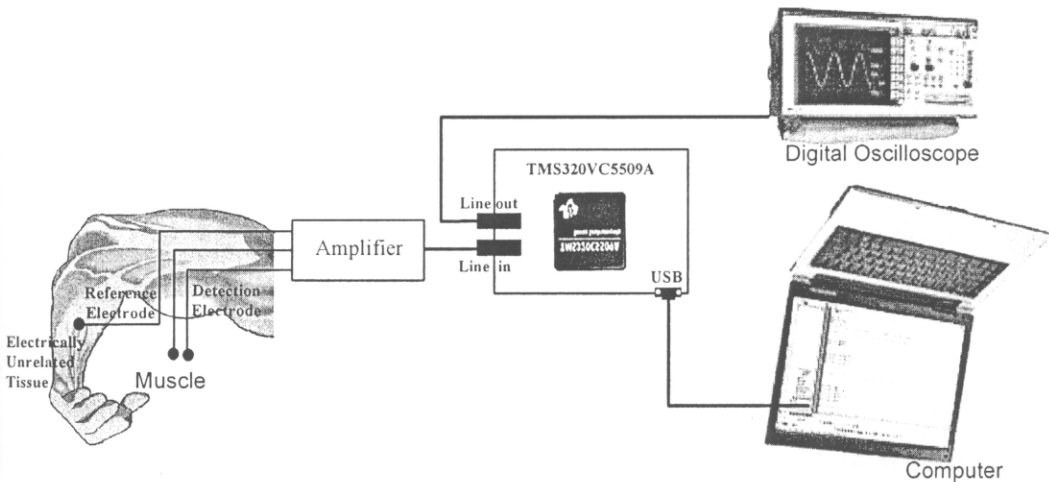 Digital Oscilloscope
TMS320VC5509A
Line out
Amplifier
Line in
USB
Reference
Electrode
Detection
Electrode
Electrically
Unrelated
Tissue
Muscle
Computer